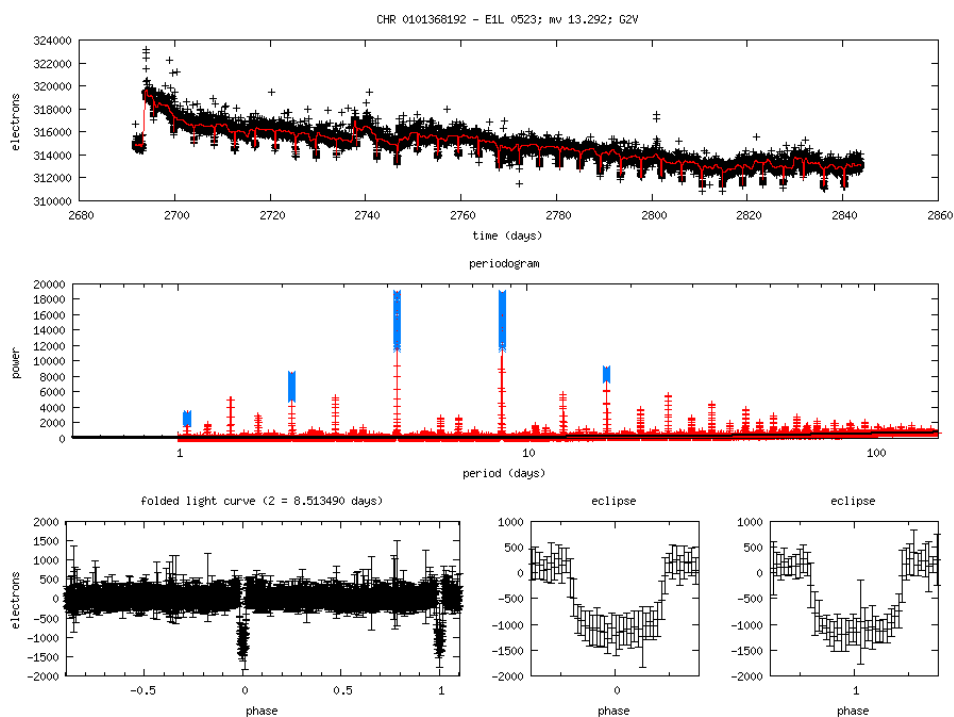 CHR 0101368192 - E1L 0523; mv 13.292; G2V
324000
322000
320000
318000
316000
314000
312000
310000
electrons
2680 2700 2720 2740 2760 2780 2800 2820 2840 2860
time (days)
periodogram
20000
18000
16000
14000
12000
10000
8000
6000
4000
2000
0
power
1 10 100
period (days)
folded light curve (2 = 8.513490 days)
2000
1500
1000
500
0
-500
-1000
-1500
-2000
electrons
-0.5 0 0.5 1
phase
eclipse
1000
500
0
-500
-1000
-1500
-2000
0
phase
eclipse
1000
500
0
-500
-1000
-1500
-2000
1
phase